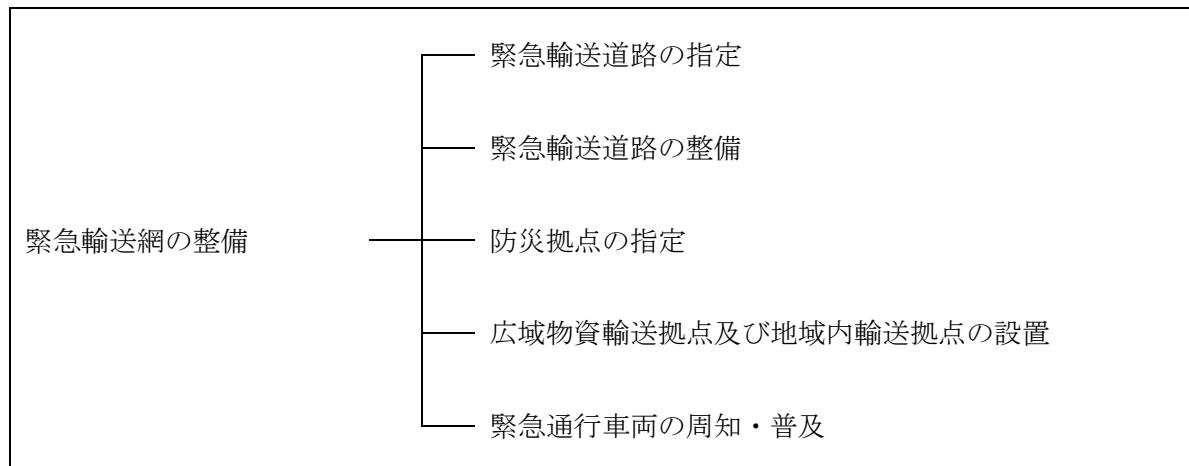 緊急輸送網の整備
緊急輸送道路の指定
緊急輸送道路の整備
防災拠点の指定
広域物資輸送拠点及び地域内輸送拠点の設置
緊急通行車両の周知・普及